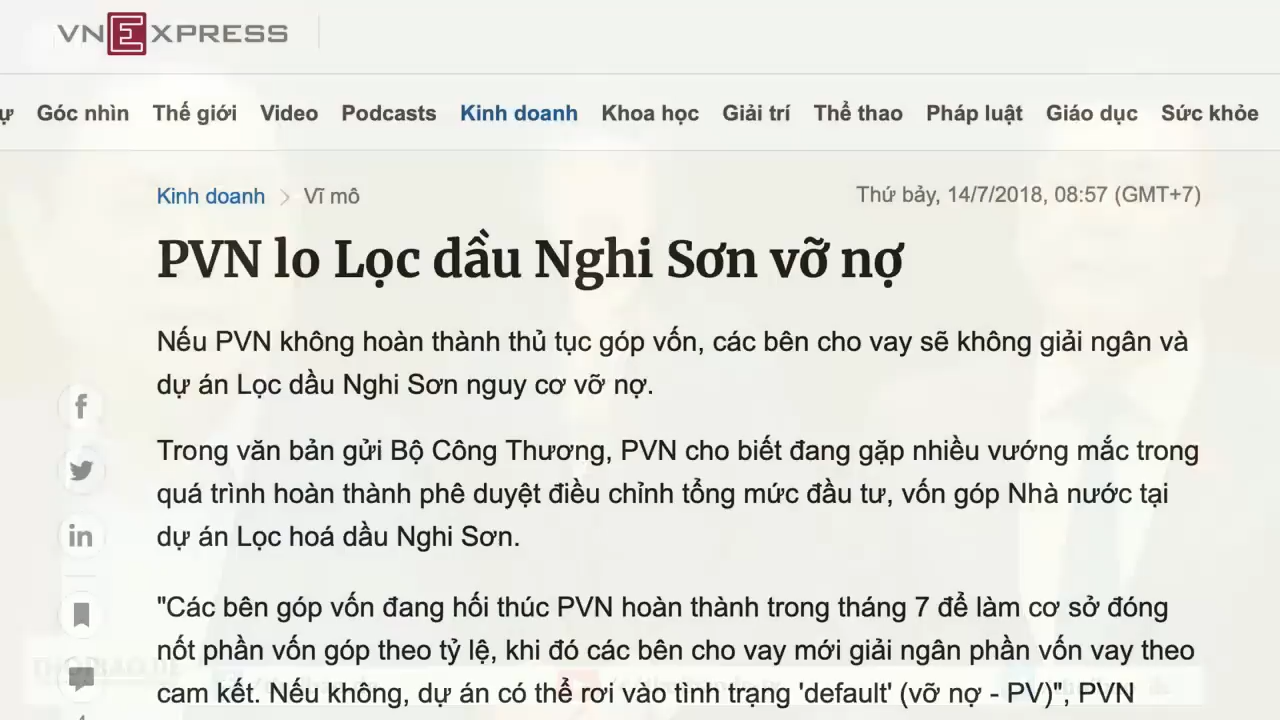 VNEXPRESS
ự Góc nhìn Thế giới Video Podcasts Kinh doanh Khoa học Giải trí Thể thao Pháp luật Giáo dục Sức khỏe
Kinh doanh > Vĩ mô Thứ bảy, 14/7/2018, 08:57 (GMT+7)
PVN lo Lọc dầu Nghi Sơn vỡ nợ
Nếu PVN không hoàn thành thủ tục góp vốn, các bên cho vay sẽ không giải ngân và
dự án Lọc dầu Nghi Sơn nguy cơ vỡ nợ.
Trong văn bản gửi Bộ Công Thương, PVN cho biết đang gặp nhiều vướng mắc trong
quá trình hoàn thành phê duyệt điều chỉnh tổng mức đầu tư, vốn góp Nhà nước tại
dự án Lọc hoá dầu Nghi Sơn.
"Các bên góp vốn đang hối thúc PVN hoàn thành trong tháng 7 để làm cơ sở đóng
nốt phần vốn góp theo tỷ lệ, khi đó các bên cho vay mới giải ngân phần vốn vay theo
cam kết. Nếu không, dự án có thể rơi vào tình trạng 'default' (vỡ nợ - PV)", PVN